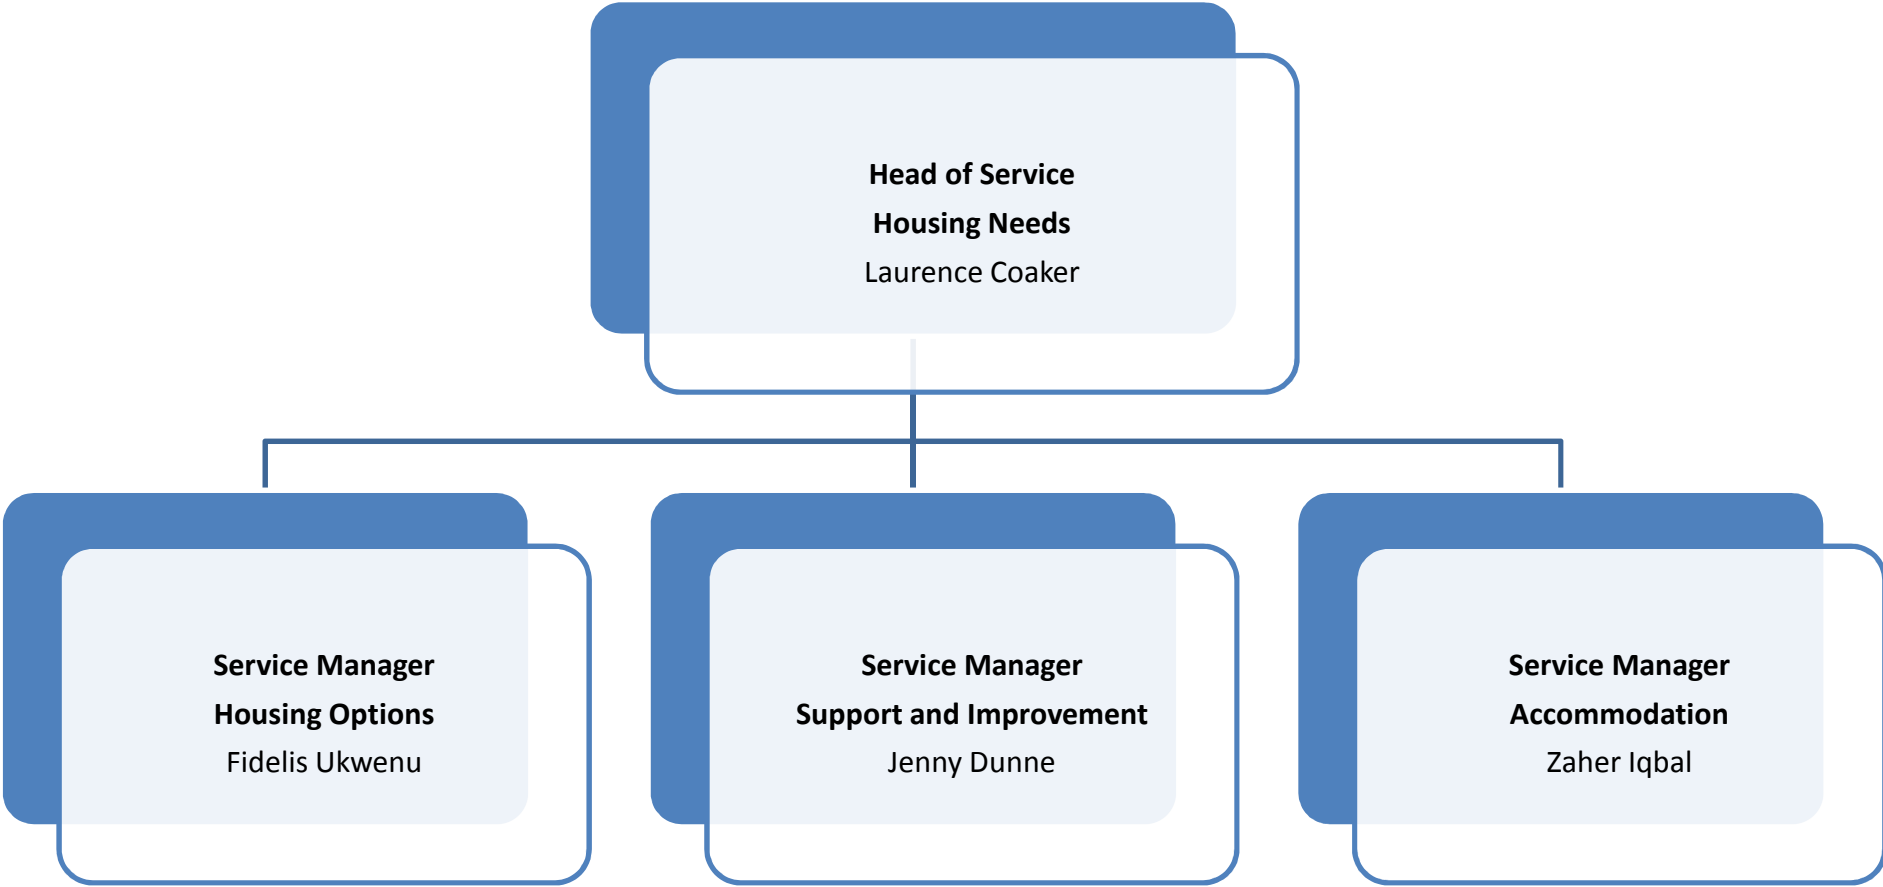 Head of Service
Housing Needs
Laurence Coaker
Service Manager
Housing Options
Fidelis Ukwenu
Service Manager
Support and Improvement
Jenny Dunne
Service Manager
Accommodation
Zaher Iqbal